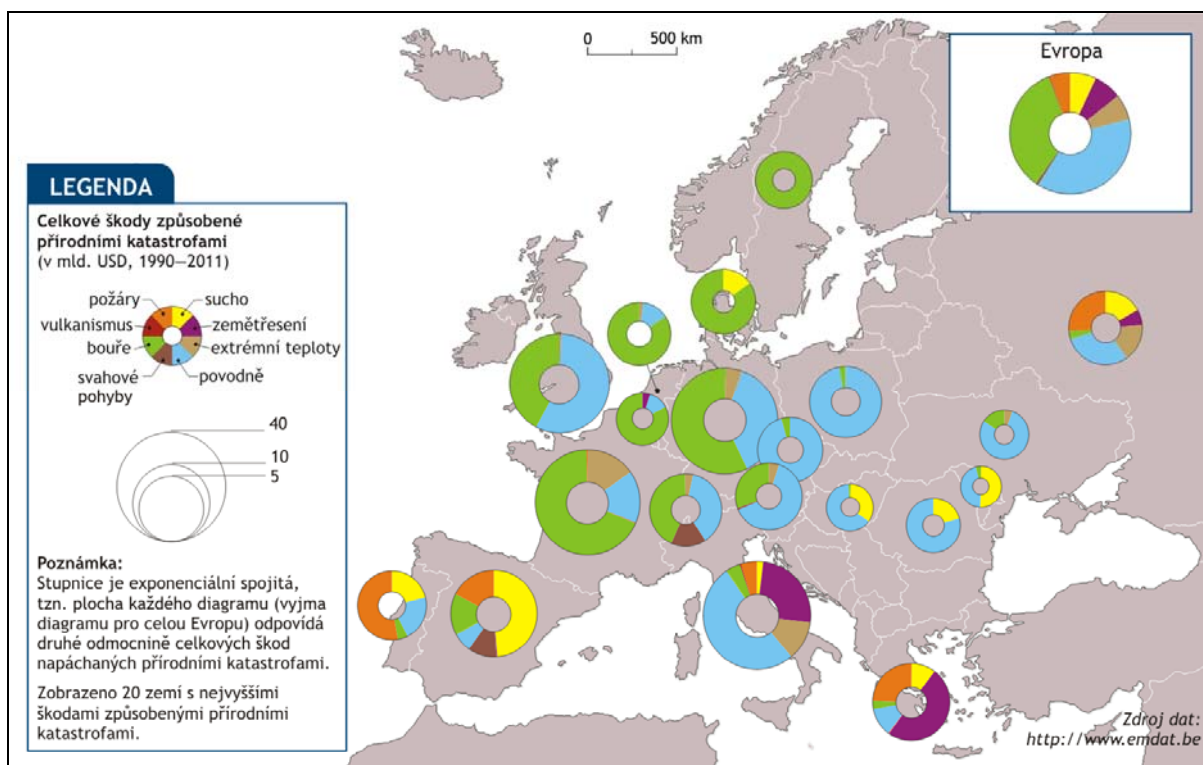 0 500 km
Evropa
LEGENDA
Celkové škody způsobené
přírodními katastrofami
(v mld. USD, 1990—2011)
požáry sucho
vulkanismus zemětřesení
bouře extrémní teploty
svahové povodně
pohyby
40
10
5
Poznámka:
Stupnice je exponenciální spojitá,
tzn. plocha každého diagramu (vyjma
diagramu pro celou Evropu) odpovídá
druhé odmocnině celkových škod
napáchaných přírodními katastrofami.
Zobrazeno 20 zemí s nejvyššími
škodami způsobenými přírodními
katastrofami.
Zdroj dat:
http://www.emdat.be